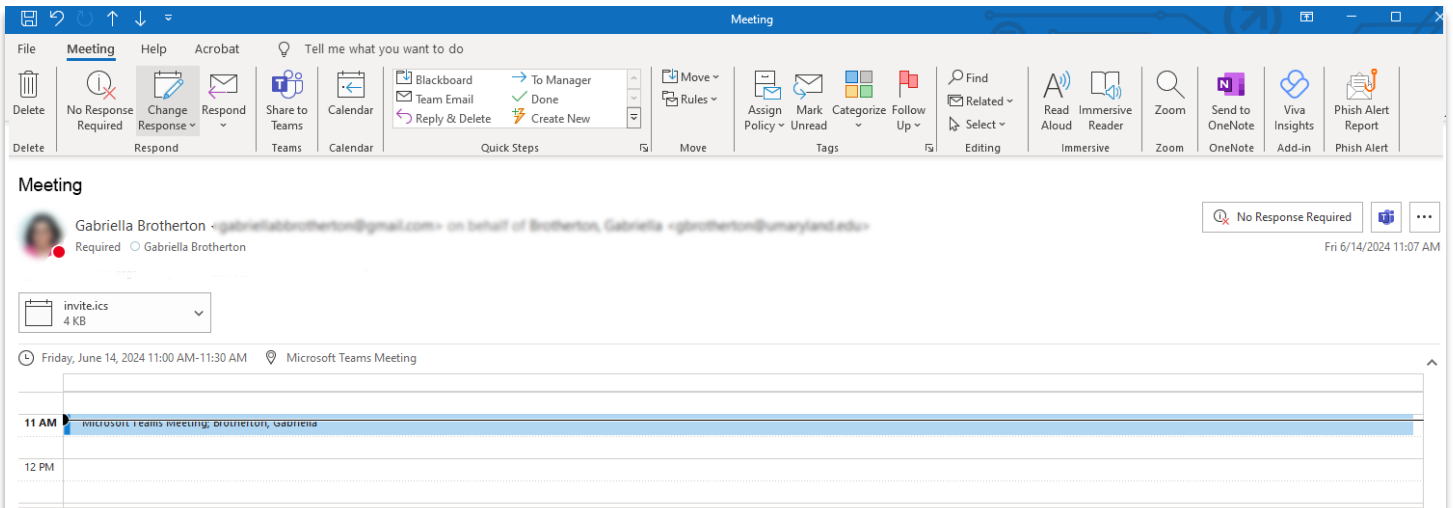 Meeting
File Meeting Help Acrobat Tell me what you want to do
Delete
No Response Required
Change Response
Respond
Share to Teams
Calendar
Blackboard
Team Email
Reply & Delete
To Manager
Done
Create New
Move
Rules
Assign Policy
Mark Unread
Categorize
Follow Up
Find
Related
Select
Read Aloud
Immersive Reader
Zoom
Send to OneNote
Viva Insights
Phish Alert Report
Delete Respond Teams Calendar Quick Steps Move Tags Editing Immersive Zoom OneNote Add-in Phish Alert
Meeting
Gabriella Brotherton
Required Gabriella Brotherton
No Response Required
Fri 6/14/2024 11:07 AM
invite.ics
4 KB
Friday, June 14, 2024 11:00 AM-11:30 AM Microsoft Teams Meeting
11 AM Microsoft Teams Meeting; Brotherton, Gabriella
12 PM